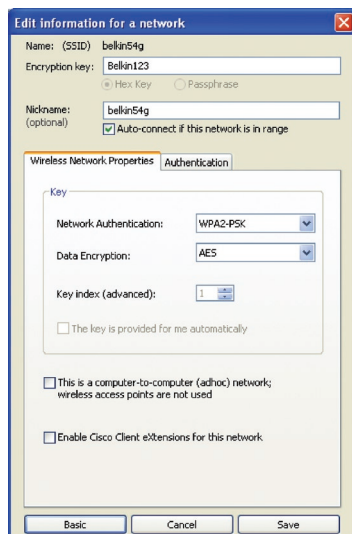 Edit information for a network
Name: (SSID) belkin54g
Encryption key: Belkin123
Hex Key Passphrase
Nickname: belkin54g
(optional)
Auto-connect if this network is in range
Wireless Network Properties Authentication
Key
Network Authentication: WPA2-PSK
Data Encryption: AES
Key index (advanced): 1
The key is provided for me automatically
This is a computer-to-computer (adhoc) network;
wireless access points are not used
Enable Cisco Client eXtensions for this network
Basic Cancel Save